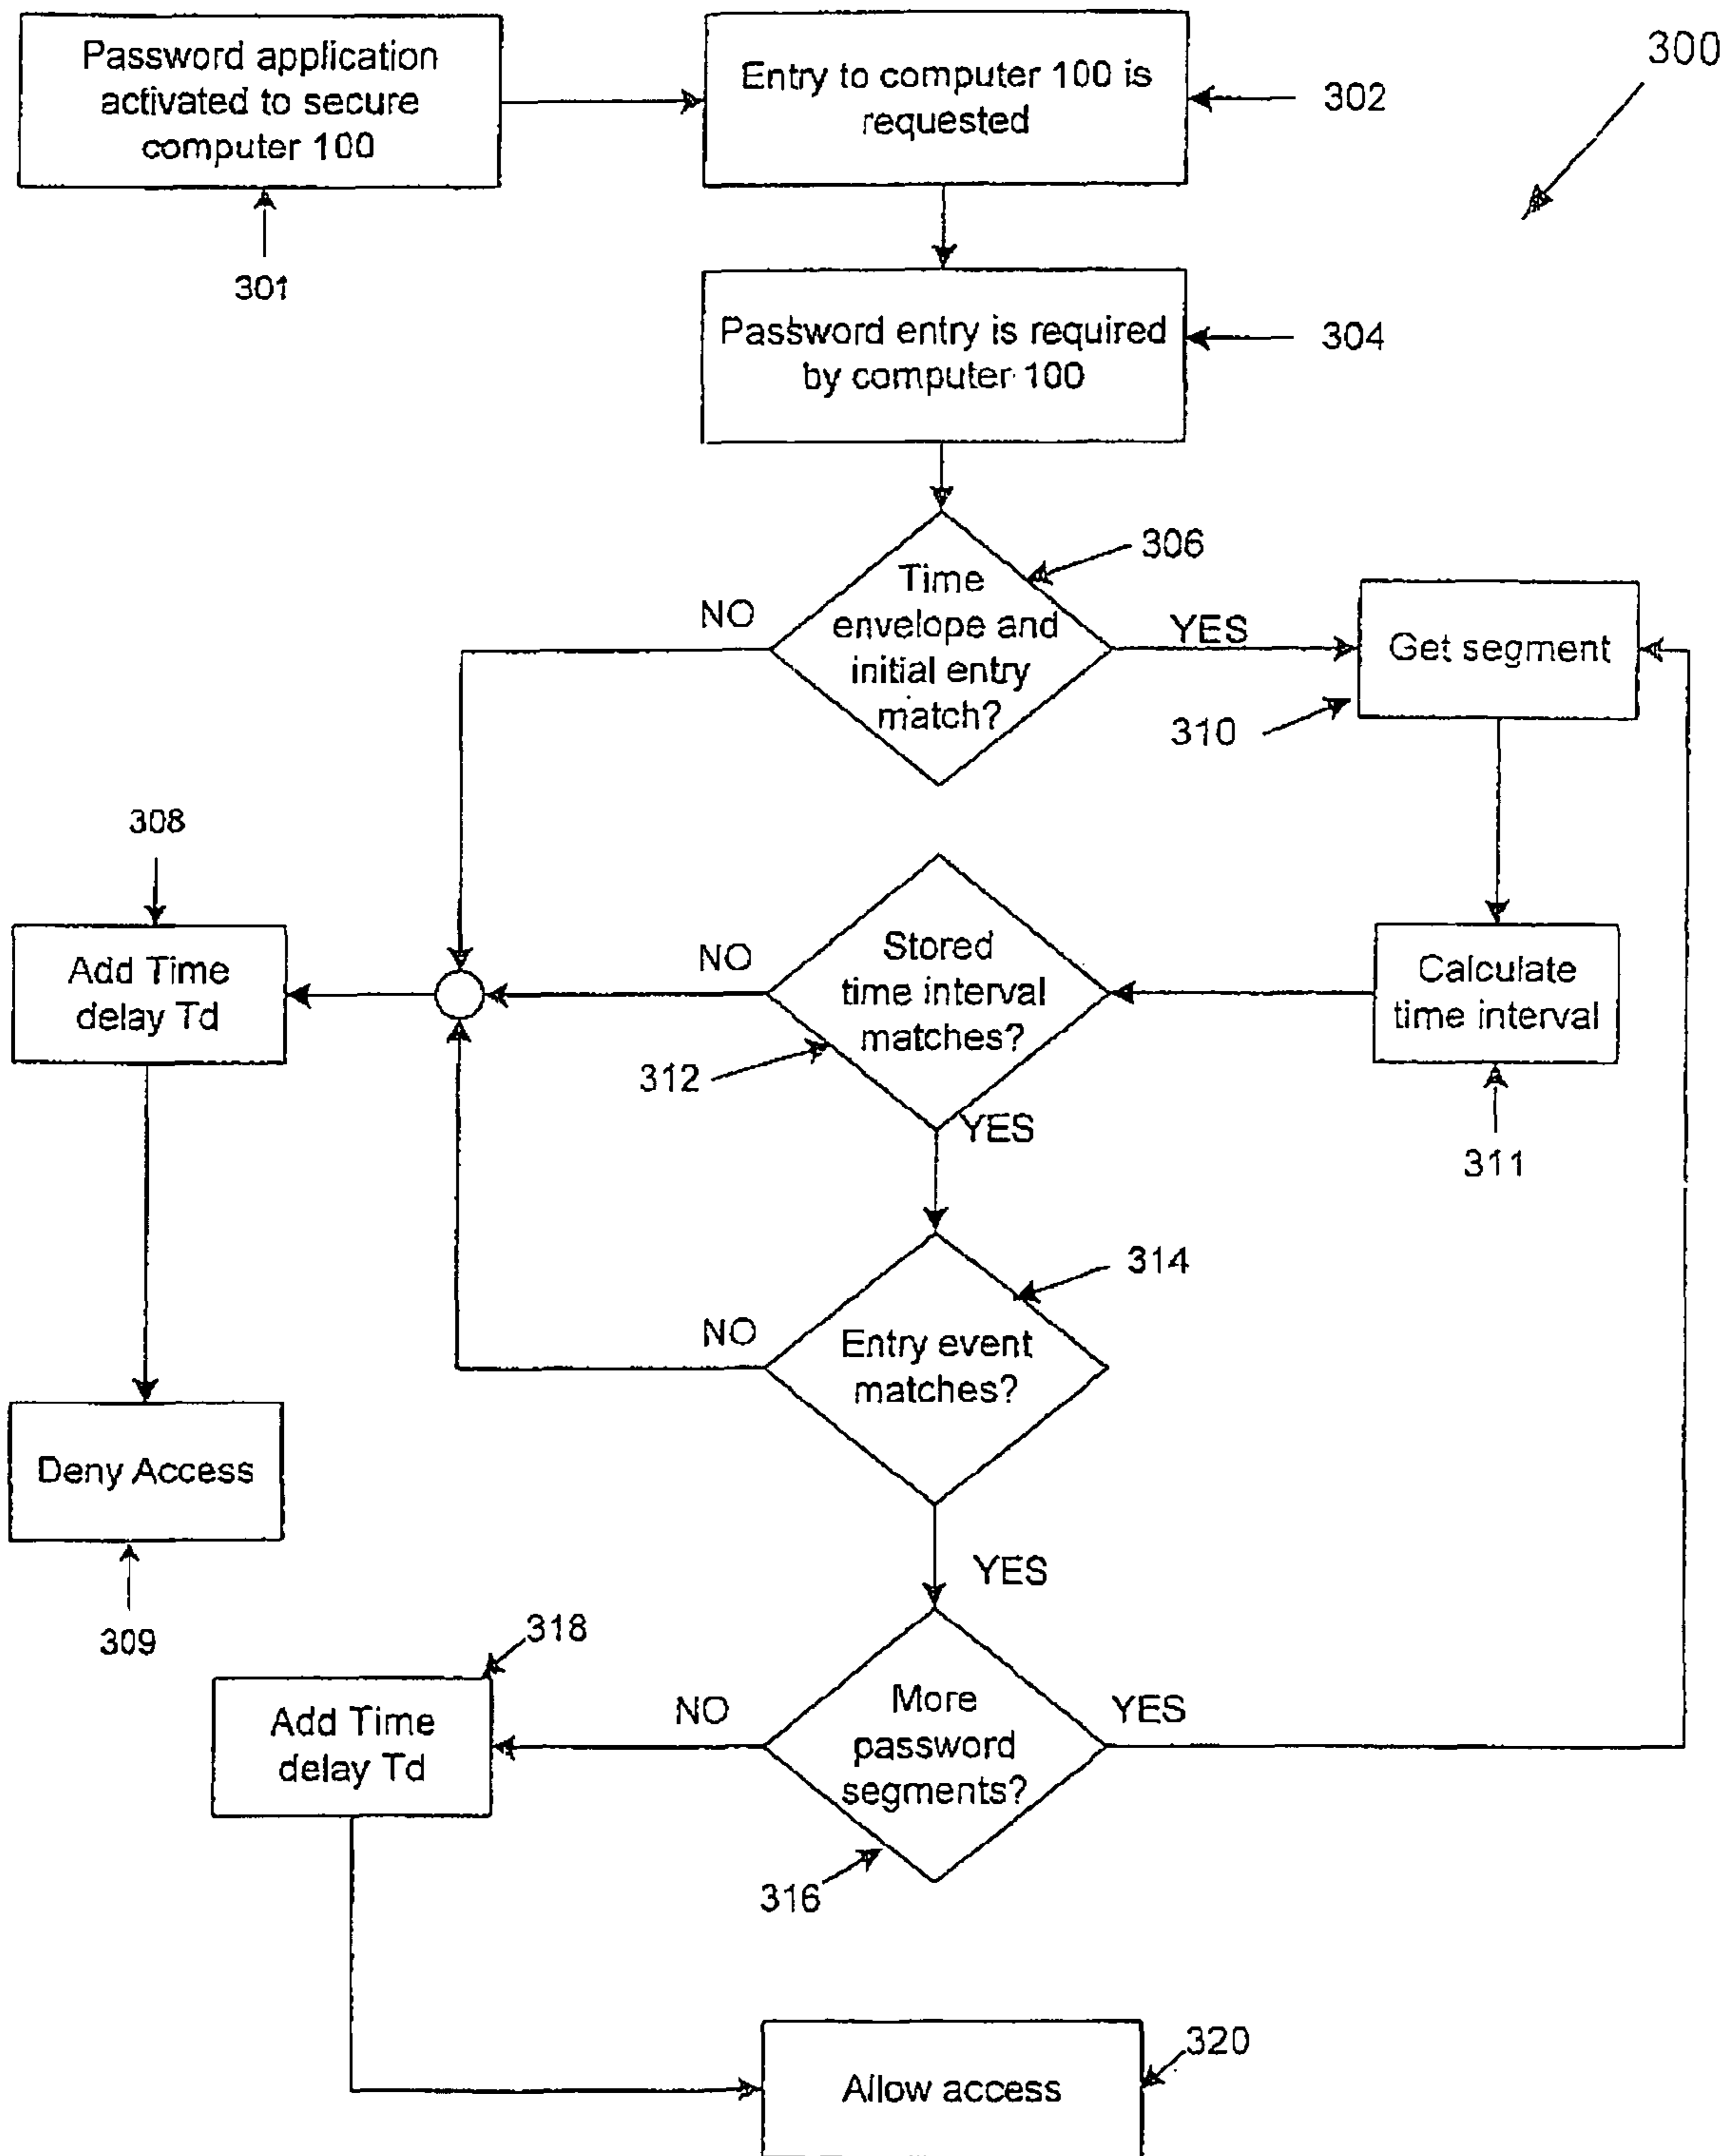 300
Password application
activated to secure
computer 100
301
Entry to computer 100 is
requested
302
Password entry is required
by computer 100
304
306
Time
envelope and
initial entry
match?
NO
YES
Get segment
310
308
Add Time
delay Td
NO
Stored
time interval
matches?
312
YES
Calculate
time interval
311
314
NO
Entry event
matches?
YES
Deny Access
309
318
Add Time
delay Td
NO
More
password
segments?
YES
316
320
Allow access